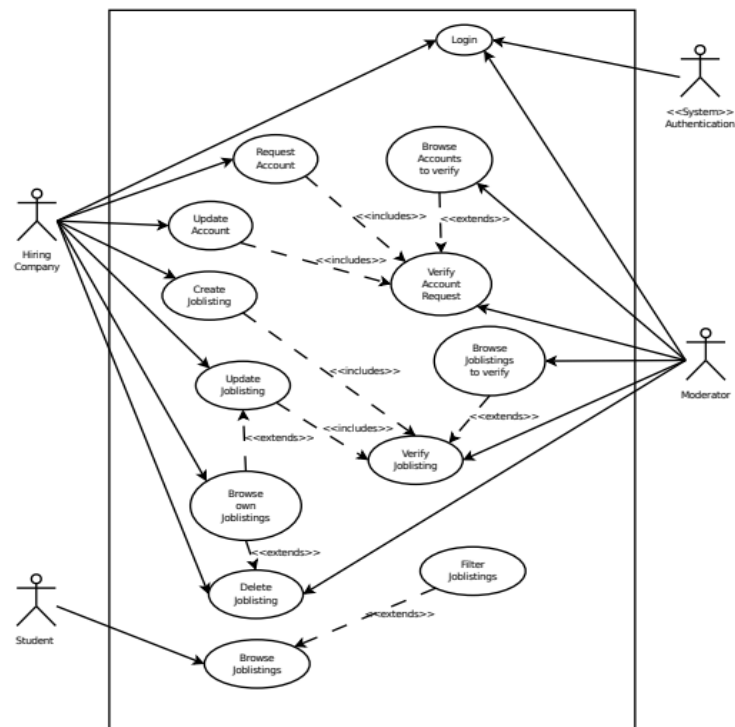 Login
<<System>>
Authentication
Request
Account
Browse
Accounts
to verify
<<includes>>
<<extends>>
Hiring
Company
Update
Account
<<includes>>
Verify
Account
Request
Create
Joblisting
Browse
Joblistings
to verify
<<includes>>
Moderator
Update
Joblisting
<<extends>>
<<includes>>
<<extends>>
Verify
Joblisting
Browse
own
Joblistings
<<extends>>
Filter
Joblistings
Delete
Joblisting
<<extends>>
Student
Browse
Joblistings